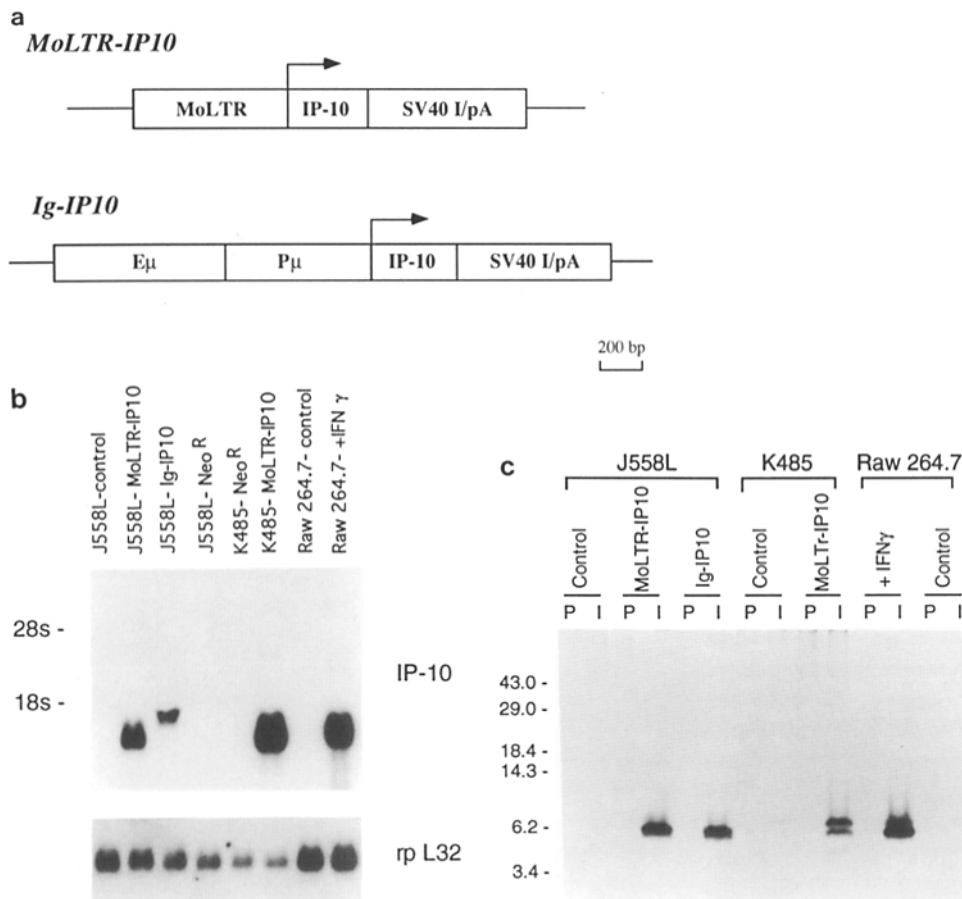 a
MoLTR-IP10
MoLTR IP-10 SV40 I/pA
Ig-IP10
Eμ Pμ IP-10 SV40 I/pA
200 bp
b
J558L-control
J558L- MoLTR-IP10
J558L- Ig-IP10
J558L- Neo R
K485- Neo R
K485- MoLTR-IP10
Raw 264.7- control
Raw 264.7- +IFN γ
28s -
18s -
IP-10
rp L32
c
J558L K485 Raw 264.7
Control
MoLTR-IP10
Ig-IP10
Control
MoLTr-IP10
+ IFNγ
Control
P I P I P I P I P I P I P I
43.0 -
29.0 -
18.4 -
14.3 -
6.2 -
3.4 -